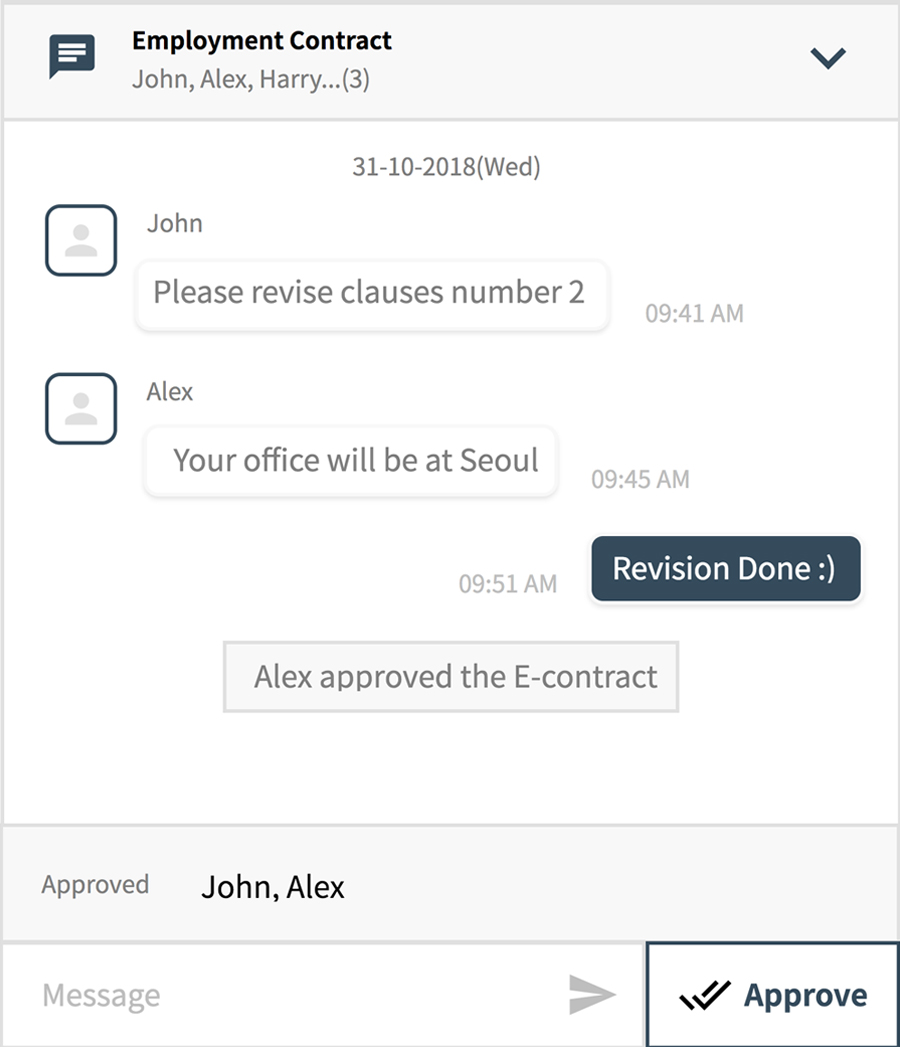 Employment Contract
John, Alex, Harry...(3)
31-10-2018(Wed)
John
Please revise clauses number 2
09:41 AM
Alex
Your office will be at Seoul
09:45 AM
09:51 AM
Revision Done :)
Alex approved the E-contract
Approved John, Alex
Message
Approve